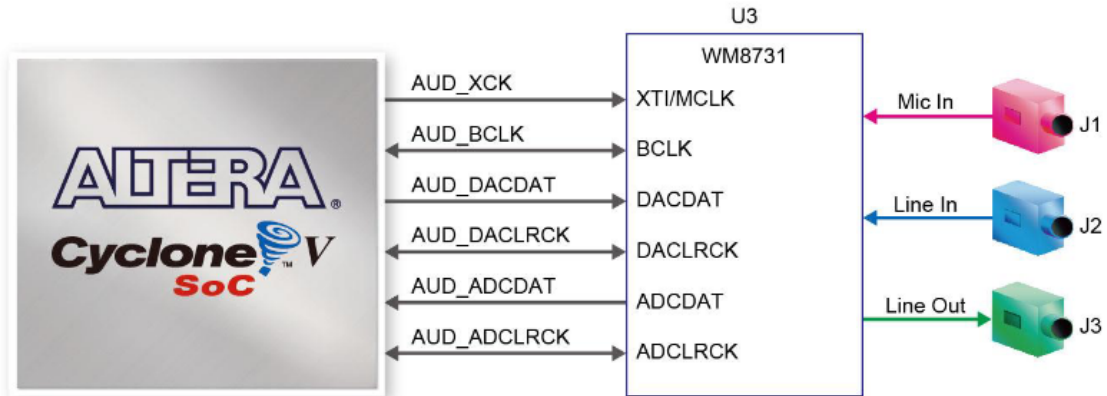 U3
WM8731
ALTERA®
Cyclone™ V
SoC
AUD_XCK
AUD_BCLK
AUD_DACDAT
AUD_DACLRCK
AUD_ADCDAT
AUD_ADCLRCK
XTI/MCLK
BCLK
DACDAT
DACLRCK
ADCDAT
ADCLRCK
Mic In
J1
Line In
J2
Line Out
J3